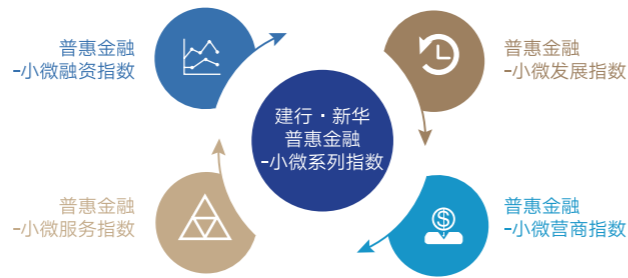 普惠金融
-小微融资指数
普惠金融
-小微发展指数
建行·新华
普惠金融
-小微系列指数
普惠金融
-小微服务指数
普惠金融
-小微营商指数